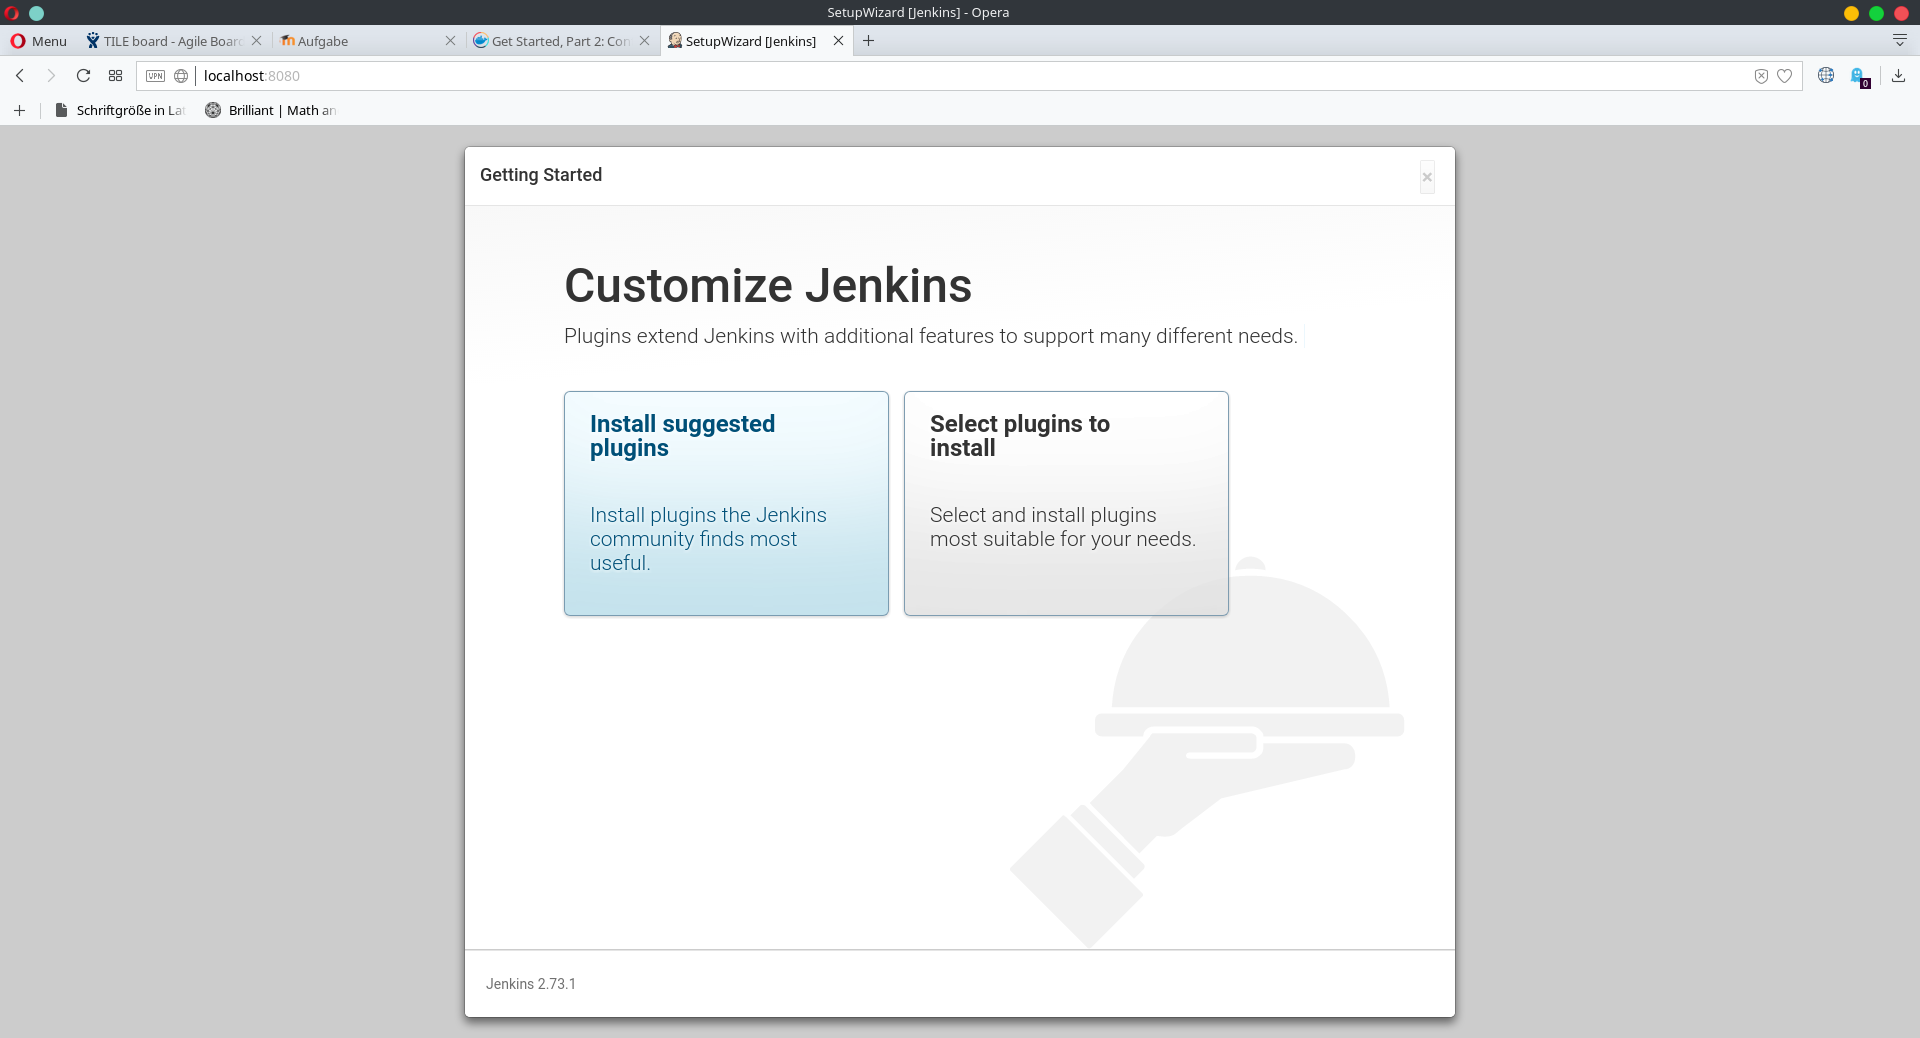 SetupWizard [Jenkins] - Opera
Menu
TILE board - Agile Board
Aufgabe
Get Started, Part 2: Con
SetupWizard [Jenkins]
VPN
localhost:8080
0
Schriftgröße in Lat
Brilliant | Math an
Getting Started
×
Customize Jenkins
Plugins extend Jenkins with additional features to support many different needs.
Install suggested
plugins
Install plugins the Jenkins
community finds most
useful.
Select plugins to
install
Select and install plugins
most suitable for your needs.
Jenkins 2.73.1